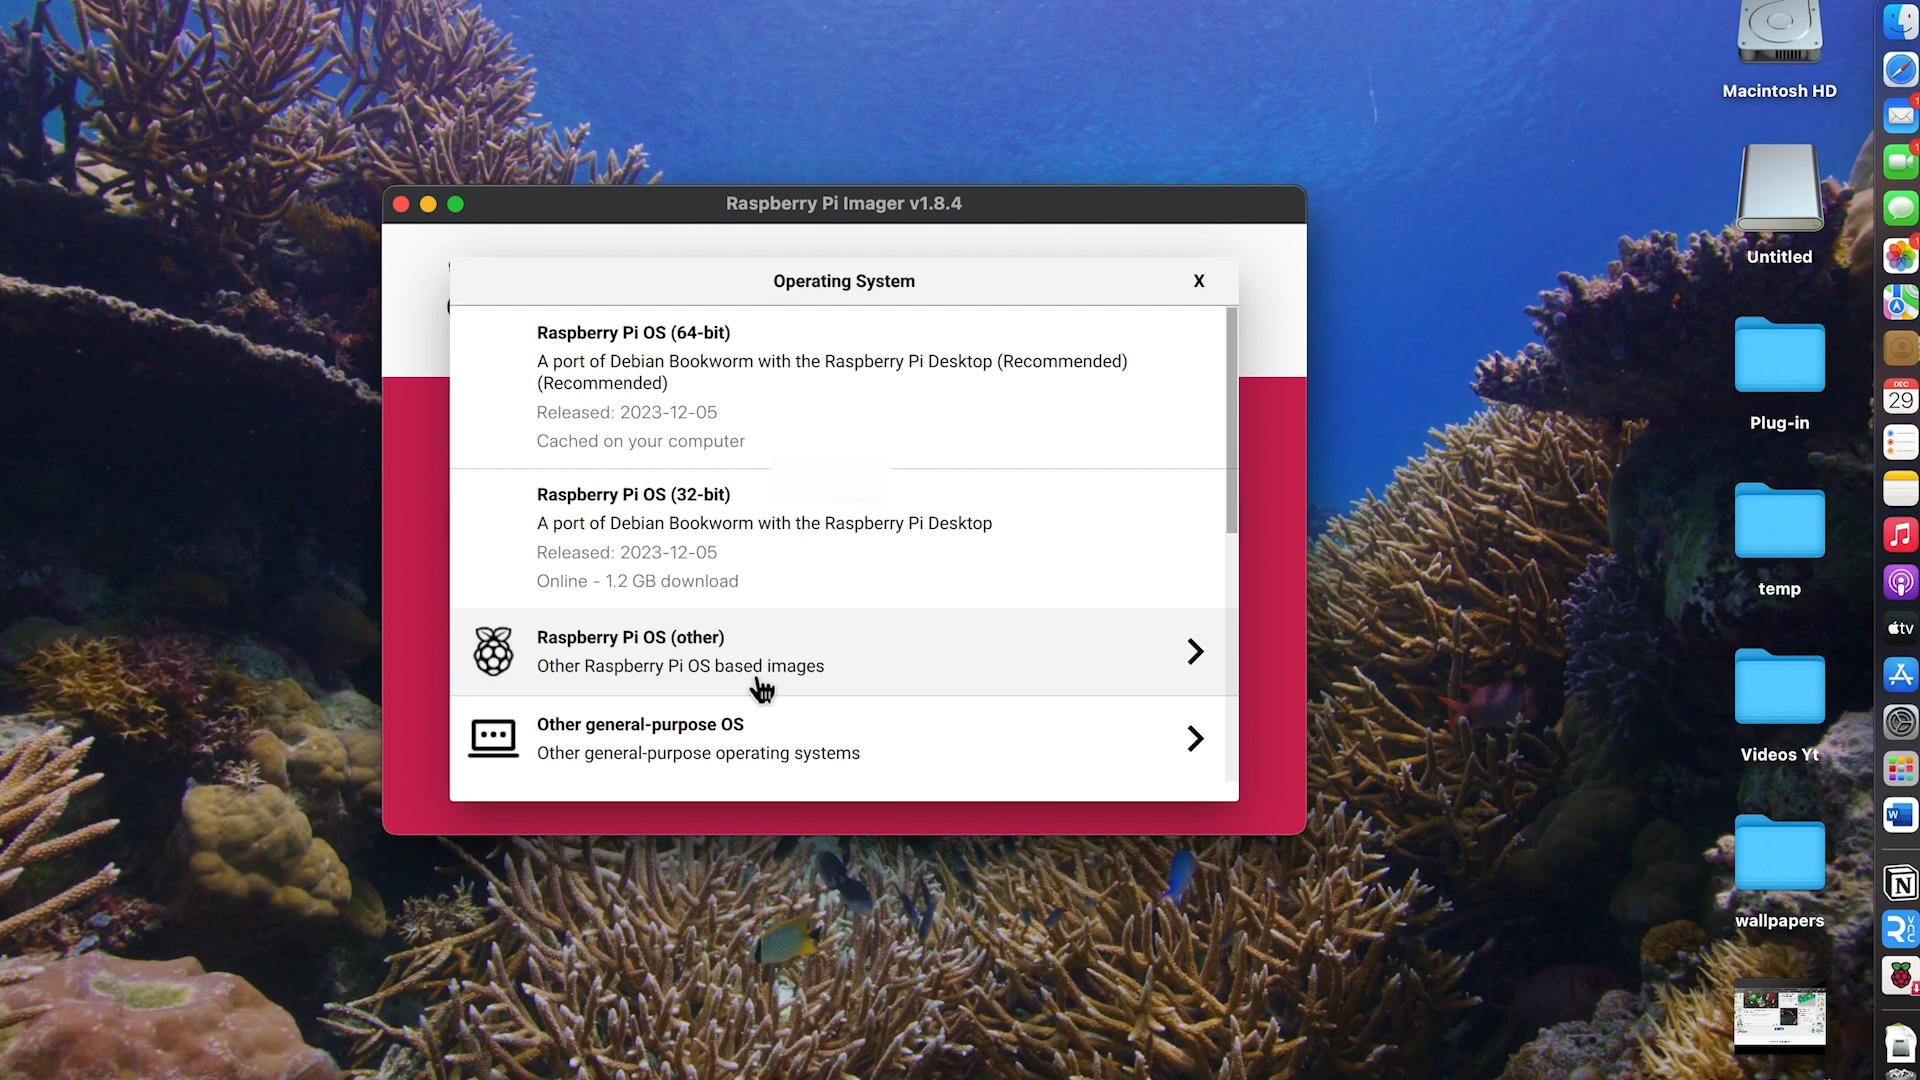 Raspberry Pi Imager v1.8.4
Operating System
X
Raspberry Pi OS (64-bit)
A port of Debian Bookworm with the Raspberry Pi Desktop (Recommended)
(Recommended)
Released: 2023-12-05
Cached on your computer
Raspberry Pi OS (32-bit)
A port of Debian Bookworm with the Raspberry Pi Desktop
Released: 2023-12-05
Online - 1.2 GB download
Raspberry Pi OS (other)
Other Raspberry Pi OS based images
Other general-purpose OS
Other general-purpose operating systems
Macintosh HD
Untitled
Plug-in
temp
Videos Yt
wallpapers
DEC
29
tv
W
N